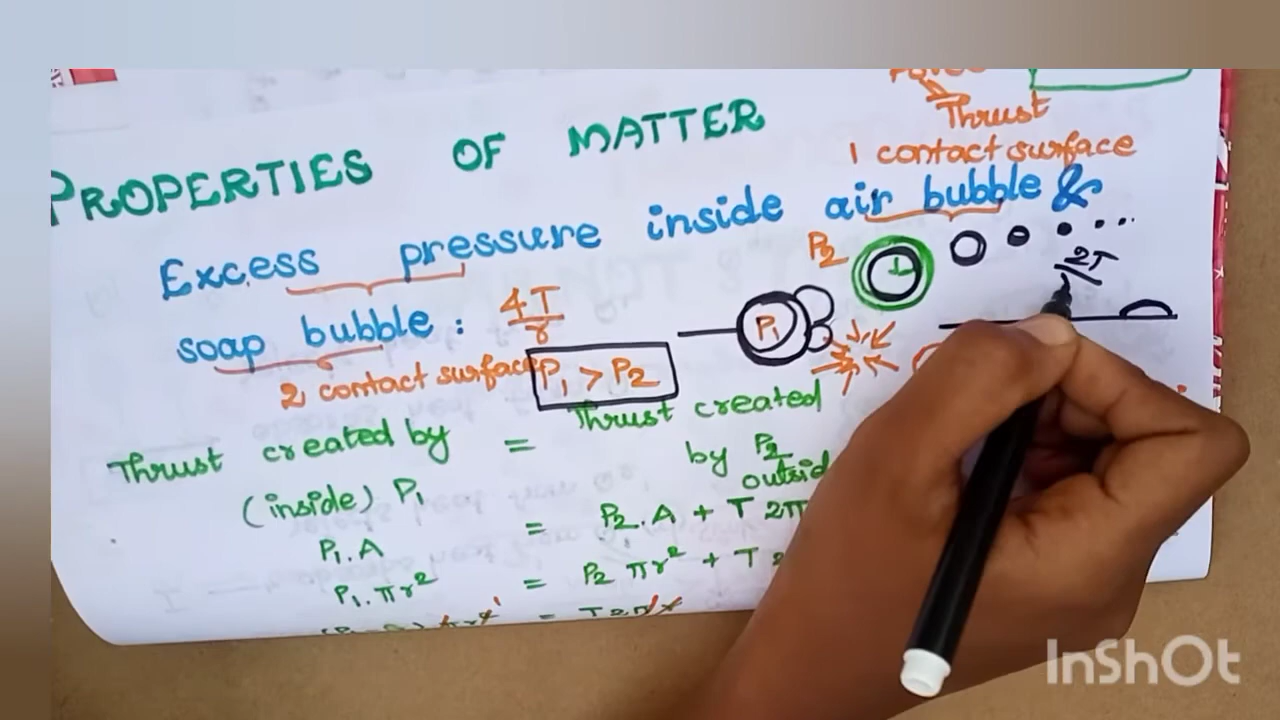 Thrust
1 contact surface
PROPERTIES OF MATTER
Excess pressure inside air bubble &
soap bubble : 4T/r
2 contact surface
P₂
2T
P₁
P₁ > P₂
Thrust created by = Thrust created
(inside) P₁ by P₂
outside
P₁.A = P₂.A + T 2π
P₁.πr² = P₂ πr² + T 2
InShOt